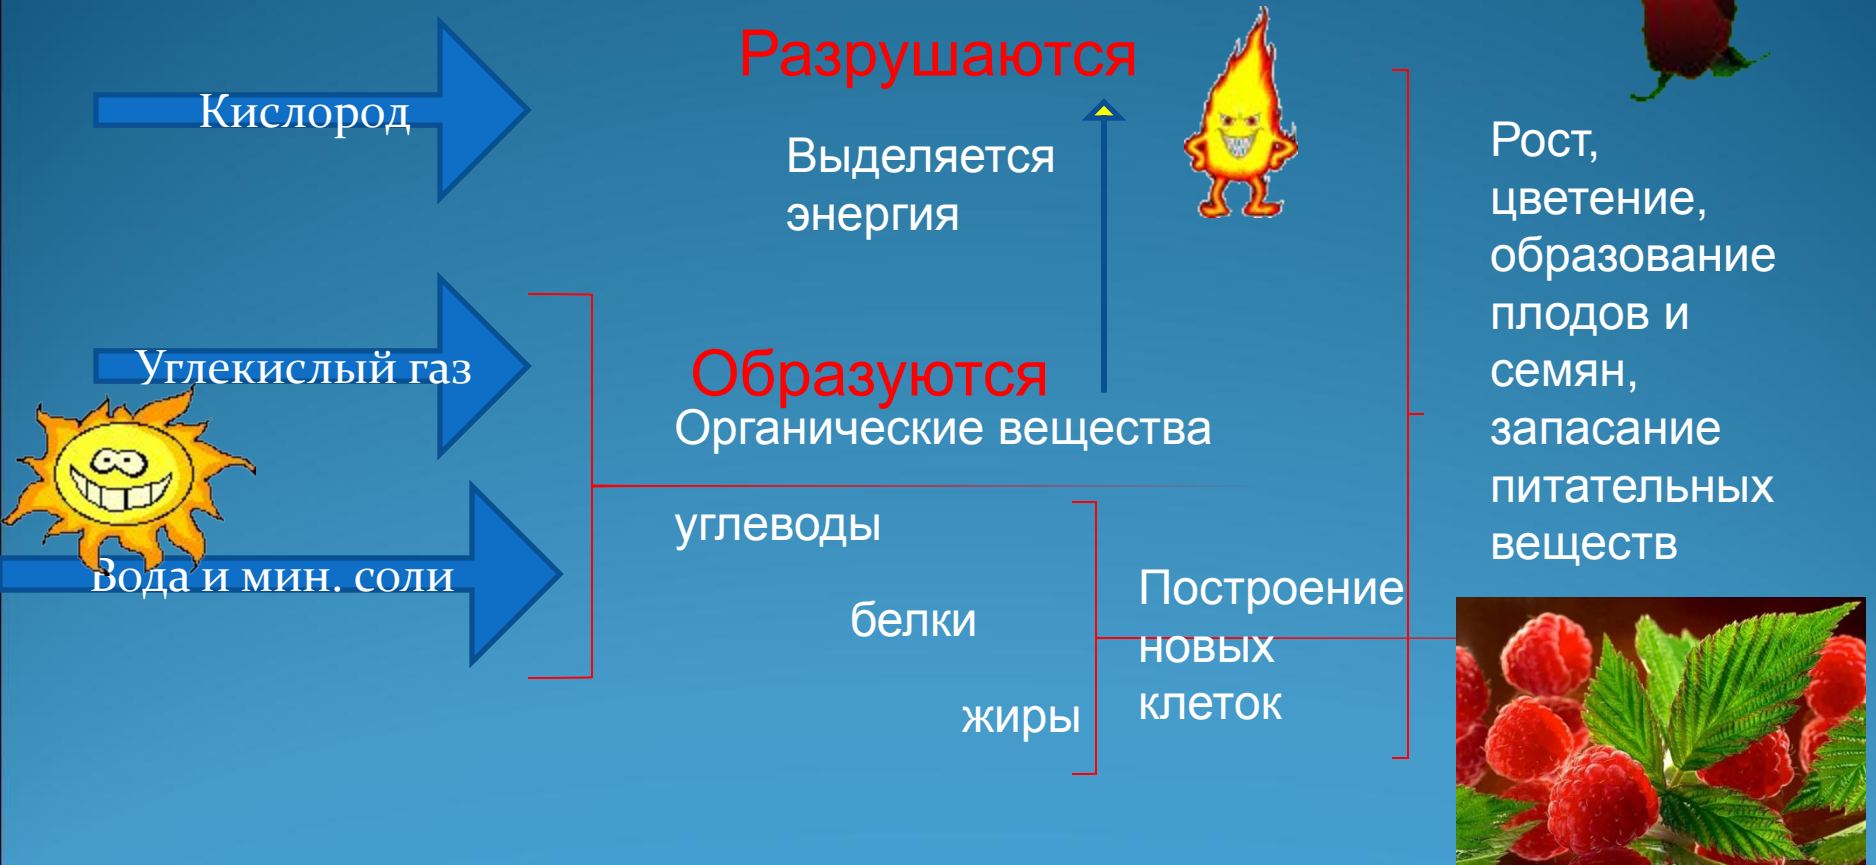 Кислород
Углекислый газ
Вода и мин. соли
Разрушаются
Выделяется
энергия
Образуются
Органические вещества
углеводы
белки
жиры
Построение
новых
клеток
Рост,
цветение,
образование
плодов и
семян,
запасание
питательных
веществ